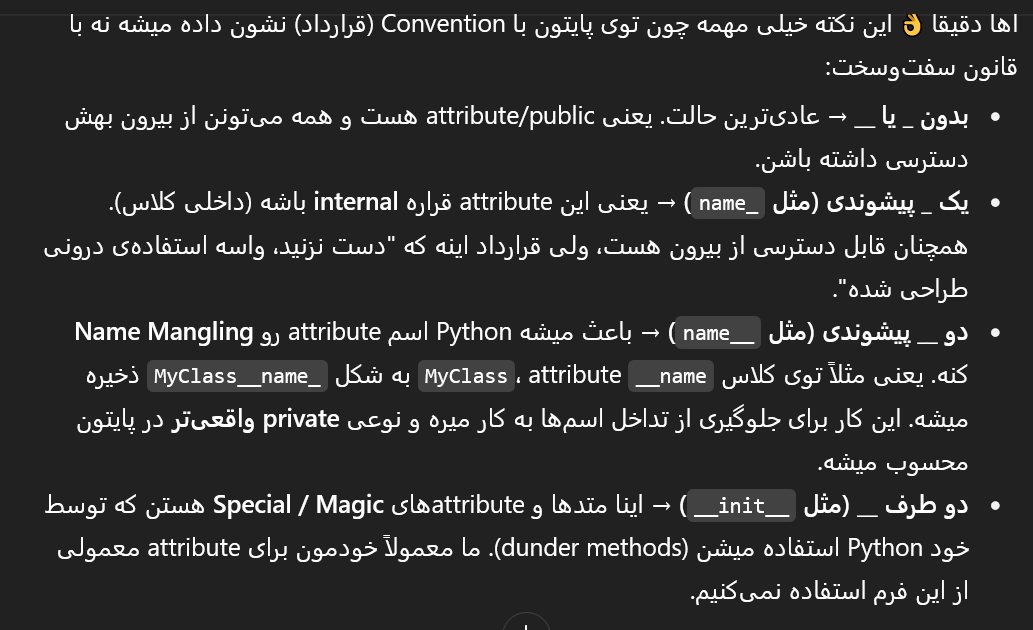 اها دقیقا 👌 این نکته خیلی مهمه چون توی پایتون با Convention (قرارداد) نشون داده میشه نه با
قانون سفت‌وسخت:
• بدون _ یا __ → عادی‌ترین حالت. یعنی attribute/public هست و همه می‌تونن از بیرون بهش
دسترسی داشته باشن.
• یک _ پیشوندی (مثل name_) → یعنی این attribute قراره internal باشه (داخلی کلاس).
همچنان قابل دسترسی از بیرون هست، ولی قرارداد اینه که "دست نزنید، واسه استفاده‌ی درونی
طراحی شده".
• دو __ پیشوندی (مثل name__) → باعث میشه Python اسم attribute رو Name Mangling
کنه. یعنی مثلاً توی کلاس MyClass، attribute __name به شکل MyClass__name_ ذخیره
میشه. این کار برای جلوگیری از تداخل اسم‌ها به کار میره و نوعی private واقعی‌تر در پایتون
محسوب میشه.
• دو طرف __ (مثل __init__) → اینا متدها و attributeهای Special / Magic هستن که توسط
خود Python استفاده میشن (dunder methods). ما معمولاً خودمون برای attribute معمولی
از این فرم استفاده نمی‌کنیم.